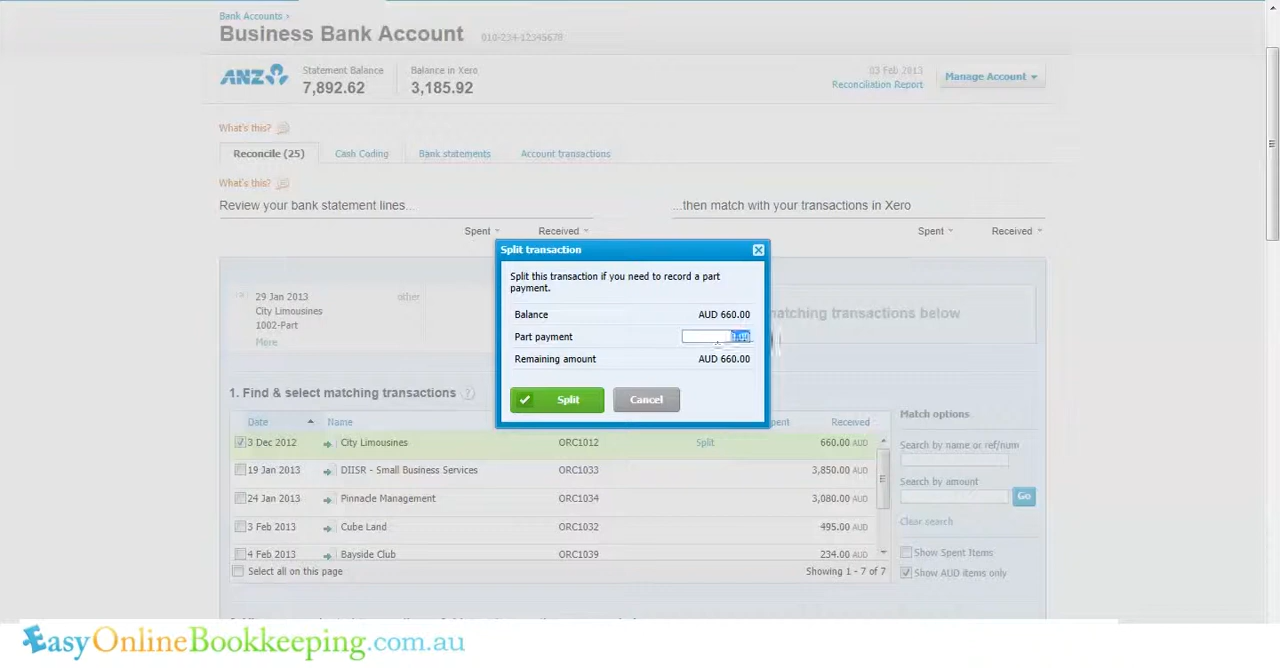 Bank Accounts >
Business Bank Account 010-234-12345678
ANZ
Statement Balance
7,892.62
Balance in Xero
3,185.92
03 Feb 2013
Reconciliation Report
Manage Account
What's this?
Reconcile (25) Cash Coding Bank statements Account transactions
What's this?
Review your bank statement lines...
...then match with your transactions in Xero
Spent Received Spent Received
Split transaction
Split this transaction if you need to record a part
payment.
Balance AUD 660.00
Part payment 0.00
Remaining amount AUD 660.00
Split Cancel
29 Jan 2013 other
City Limousines
1002-Part
More
matching transactions below
1. Find & select matching transactions ?
Date Name Received
3 Dec 2012 City Limousines ORC1012 Split 660.00 AUD
19 Jan 2013 DIISR - Small Business Services ORC1033 3,850.00 AUD
24 Jan 2013 Pinnacle Management ORC1034 3,080.00 AUD
3 Feb 2013 Cube Land ORC1032 495.00 AUD
4 Feb 2013 Bayside Club ORC1039 234.00 AUD
Select all on this page Showing 1 - 7 of 7
Match options
Search by name or ref/num
Search by amount
Go
Clear search
Show Spent Items
Show AUD items only
EasyOnlineBookkeeping.com.au